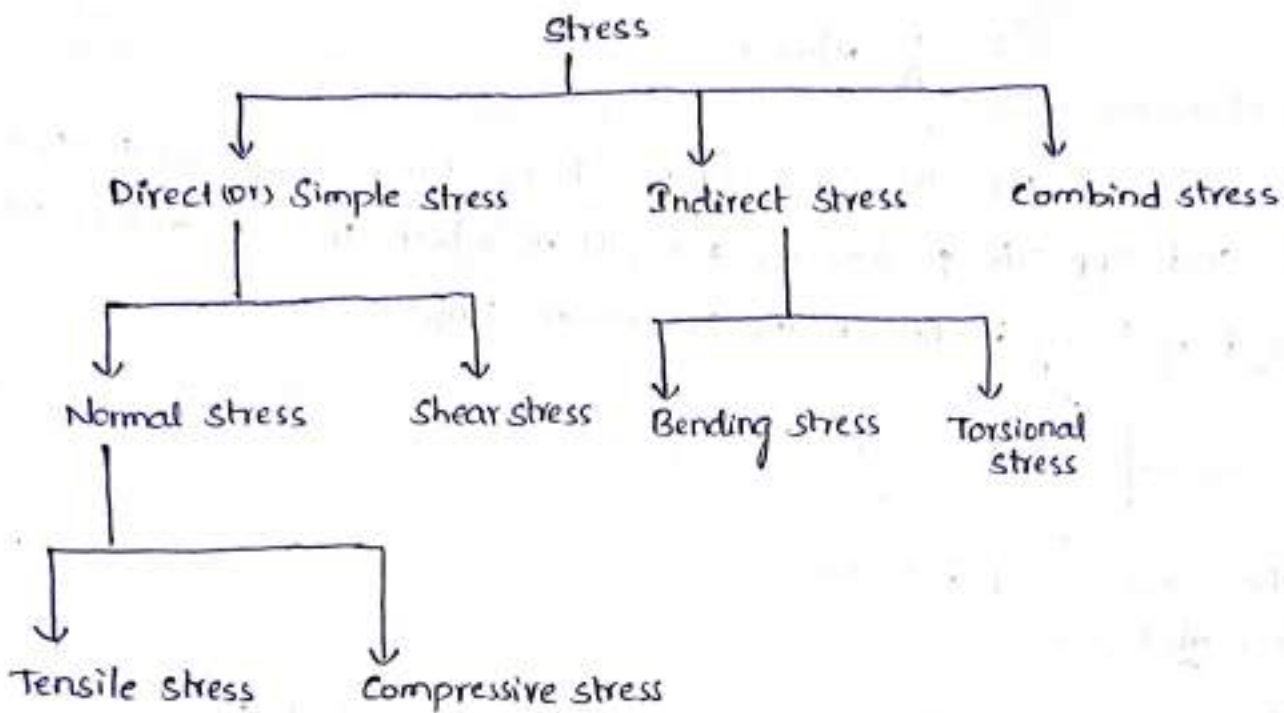 Stress
Direct (or) Simple stress Indirect stress Combind stress
Normal stress Shear stress Bending stress Torsional
stress
Tensile stress Compressive stress